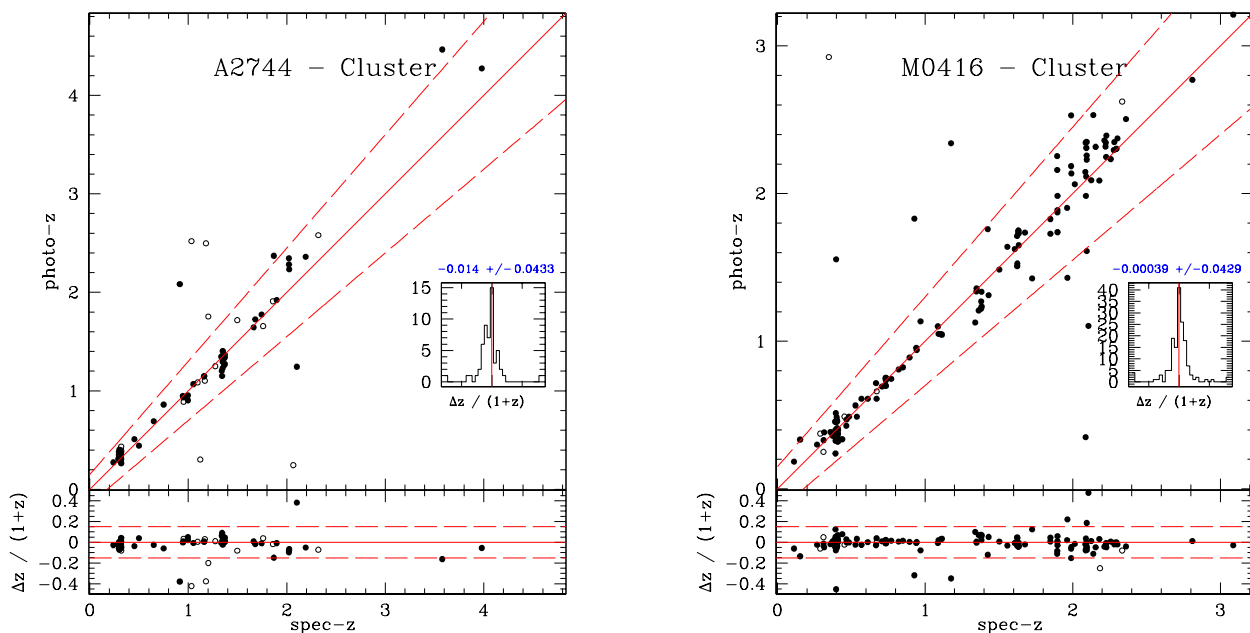 A2744 - Cluster
photo-z
4
3
2
1
0
-0.014 +/-0.0433
15
10
5
0
Δz / (1+z)
Δz / (1+z)
0.4
0.2
0
-0.2
-0.4
0 1 2 3 4
spec-z
M0416 - Cluster
photo-z
3
2
1
0
-0.00039 +/-0.0429
40
35
30
25
20
15
10
5
0
Δz / (1+z)
Δz / (1+z)
0.4
0.2
0
-0.2
-0.4
0 1 2 3
spec-z